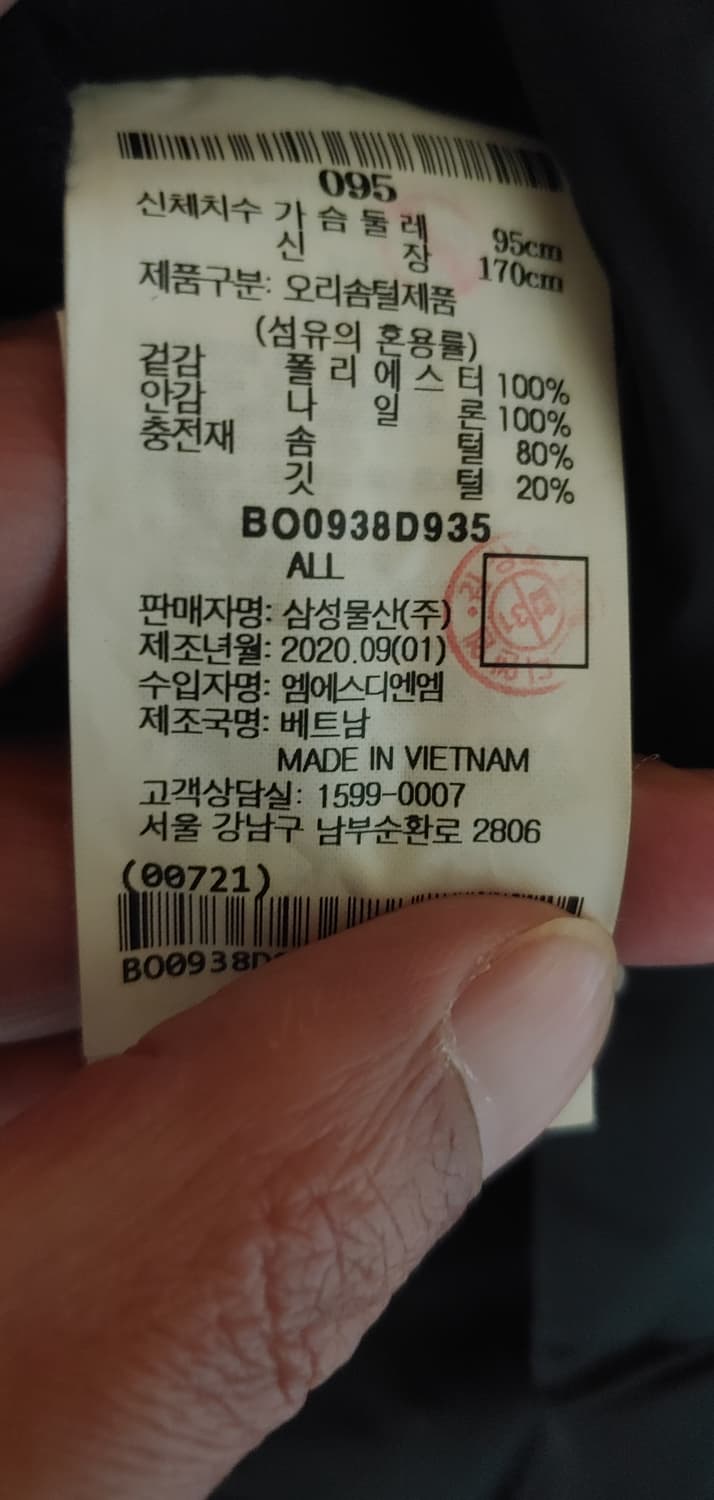 095
신체치수 가슴둘레 95cm
신장 170cm
제품구분: 오리솜털제품
(섬유의 혼용률)
겉감 폴리에스터 100%
안감 나일론 100%
충전재 솜털 80%
깃털 20%
BO0938D935
ALL
판매자명: 삼성물산(주)
제조년월: 2020.09(01)
수입자명: 엠에스디엔엠
제조국명: 베트남
MADE IN VIETNAM
고객상담실: 1599-0007
서울 강남구 남부순환로 2806
(00721)